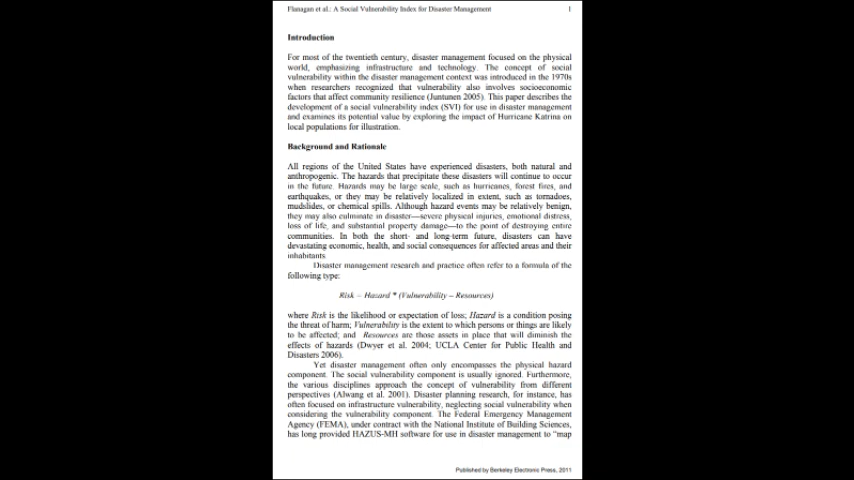 Flanagan et al.: A Social Vulnerability Index for Disaster Management 1
Introduction
For most of the twentieth century, disaster management focused on the physical
world, emphasizing infrastructure and technology. The concept of social
vulnerability within the disaster management context was introduced in the 1970s
when researchers recognized that vulnerability also involves socioeconomic
factors that affect community resilience (Juntunen 2005). This paper describes the
development of a social vulnerability index (SVI) for use in disaster management
and examines its potential value by exploring the impact of Hurricane Katrina on
local populations for illustration.
Background and Rationale
All regions of the United States have experienced disasters, both natural and
anthropogenic. The hazards that precipitate these disasters will continue to occur
in the future. Hazards may be large scale, such as hurricanes, forest fires, and
earthquakes, or they may be relatively localized in extent, such as tornadoes,
mudslides, or chemical spills. Although hazard events may be relatively benign,
they may also culminate in disaster—severe physical injuries, emotional distress,
loss of life, and substantial property damage—to the point of destroying entire
communities. In both the short- and long-term future, disasters can have
devastating economic, health, and social consequences for affected areas and their
inhabitants.
Disaster management research and practice often refer to a formula of the
following type:
Risk = Hazard * (Vulnerability – Resources)
where Risk is the likelihood or expectation of loss; Hazard is a condition posing
the threat of harm; Vulnerability is the extent to which persons or things are likely
to be affected; and Resources are those assets in place that will diminish the
effects of hazards (Dwyer et al. 2004; UCLA Center for Public Health and
Disasters 2006).
Yet disaster management often only encompasses the physical hazard
component. The social vulnerability component is usually ignored. Furthermore,
the various disciplines approach the concept of vulnerability from different
perspectives (Alwang et al. 2001). Disaster planning research, for instance, has
often focused on infrastructure vulnerability, neglecting social vulnerability when
considering the vulnerability component. The Federal Emergency Management
Agency (FEMA), under contract with the National Institute of Building Sciences,
has long provided HAZUS-MH software for use in disaster management to “map
Published by Berkeley Electronic Press, 2011